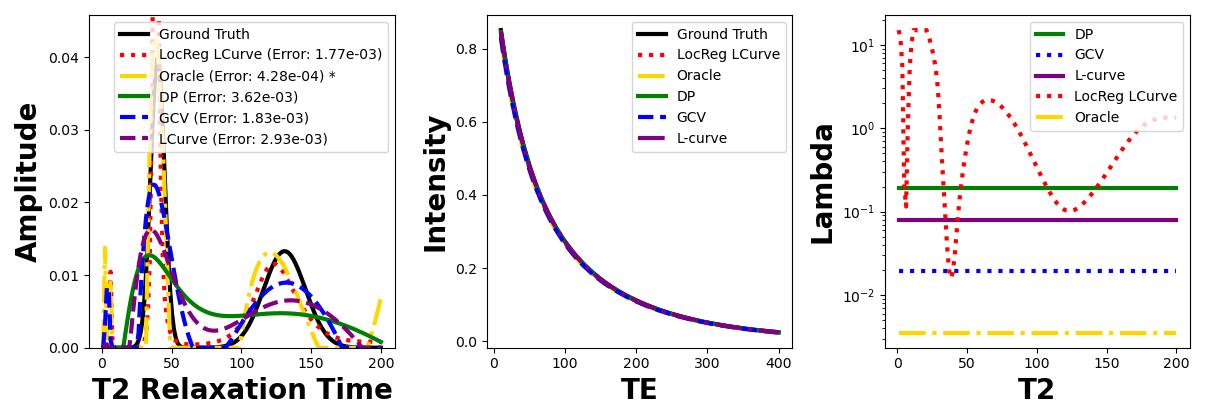 Amplitude
0.04
0.03
0.02
0.01
0.00
Ground Truth
LocReg LCurve (Error: 1.77e-03)
Oracle (Error: 4.28e-04) *
DP (Error: 3.62e-03)
GCV (Error: 1.83e-03)
LCurve (Error: 2.93e-03)
0 50 100 150 200
T2 Relaxation Time
Intensity
0.8
0.6
0.4
0.2
0.0
Ground Truth
LocReg LCurve
Oracle
DP
GCV
L-curve
0 100 200 300 400
TE
Lambda
10¹
10⁰
10⁻¹
10⁻²
DP
GCV
L-curve
LocReg LCurve
Oracle
0 50 100 150 200
T2